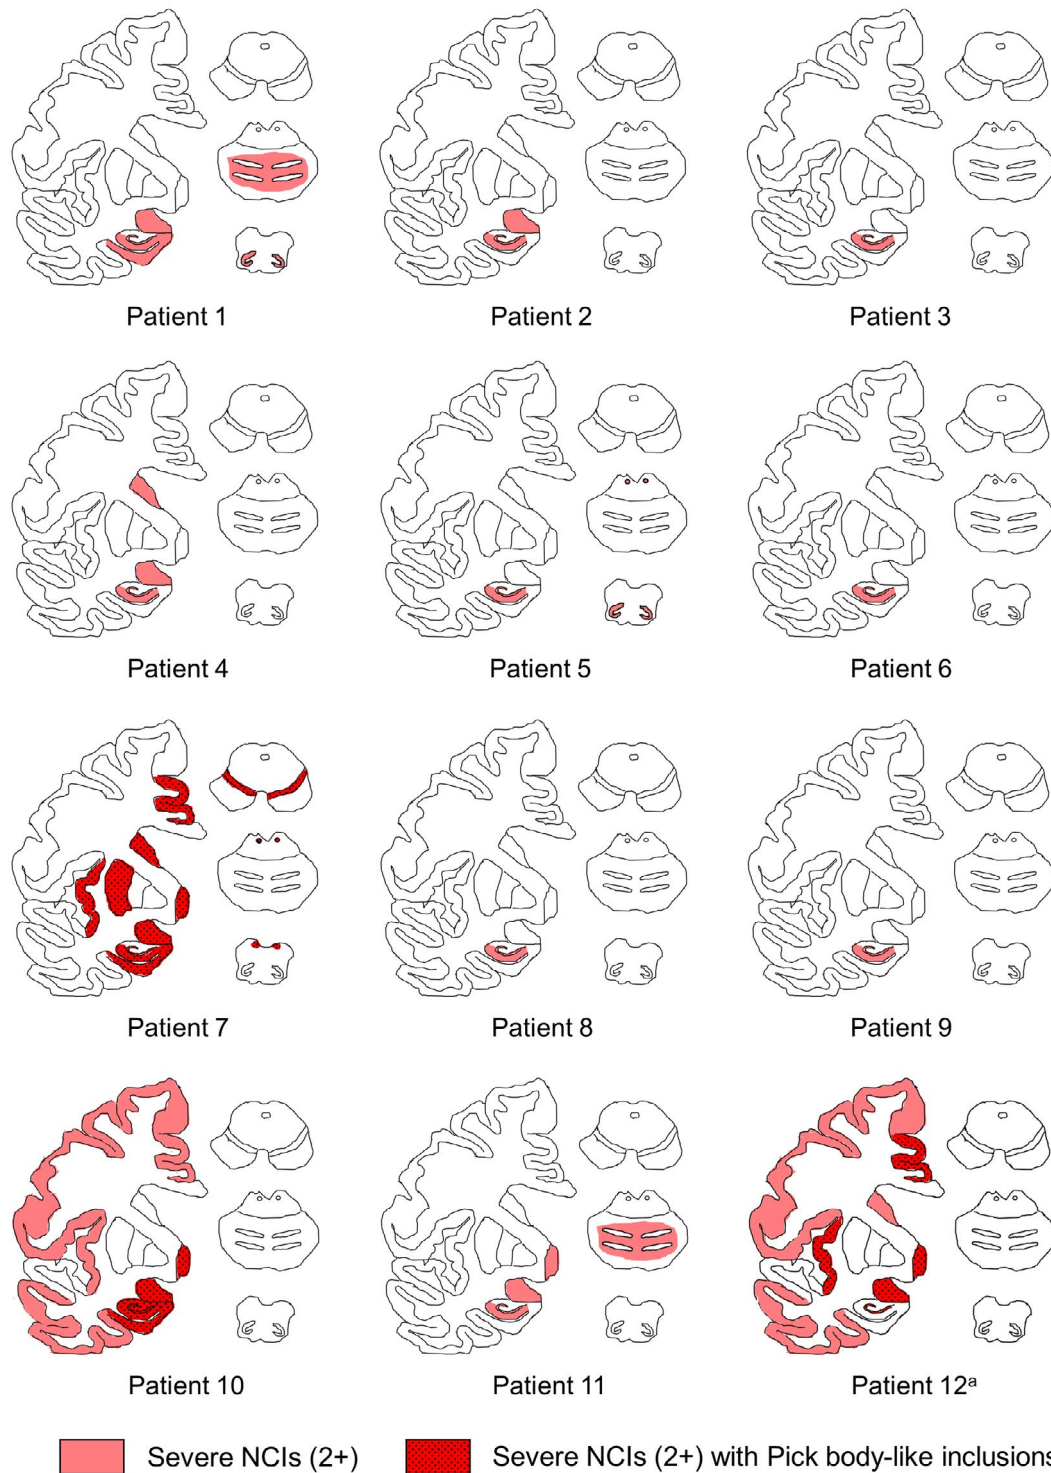 Patient 1
Patient 2
Patient 3
Patient 4
Patient 5
Patient 6
Patient 7
Patient 8
Patient 9
Patient 10
Patient 11
Patient 12ᵃ
Severe NCIs (2+)
Severe NCIs (2+) with Pick body-like inclusions